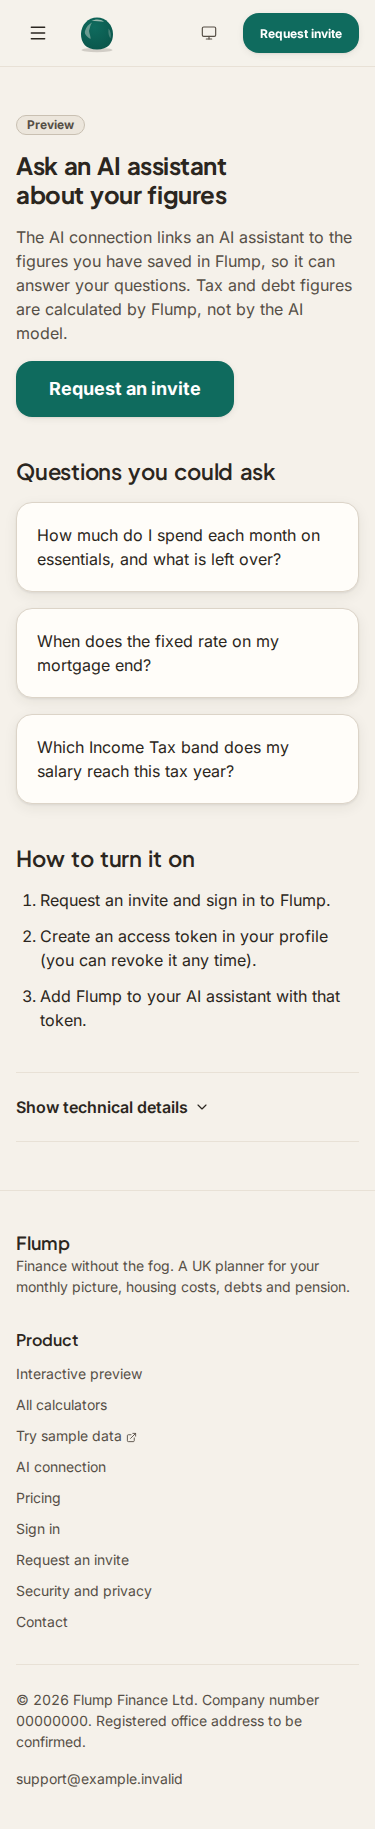 Request invite
Preview
Ask an AI assistant
about your figures
The AI connection links an AI assistant to the
figures you have saved in Flump, so it can
answer your questions. Tax and debt figures
are calculated by Flump, not by the AI
model.
Request an invite
Questions you could ask
How much do I spend each month on
essentials, and what is left over?
When does the fixed rate on my
mortgage end?
Which Income Tax band does my
salary reach this tax year?
How to turn it on
1. Request an invite and sign in to Flump.
2. Create an access token in your profile
(you can revoke it any time).
3. Add Flump to your AI assistant with that
token.
Show technical details
Flump
Finance without the fog. A UK planner for your
monthly picture, housing costs, debts and pension.
Product
Interactive preview
All calculators
Try sample data
AI connection
Pricing
Sign in
Request an invite
Security and privacy
Contact
© 2026 Flump Finance Ltd. Company number
00000000. Registered office address to be
confirmed.
support@example.invalid